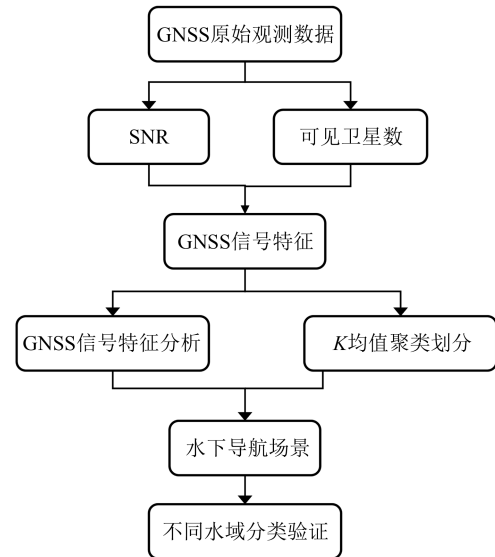 GNSS原始观测数据
SNR
可见卫星数
GNSS信号特征
GNSS信号特征分析
K均值聚类划分
水下导航场景
不同水域分类验证